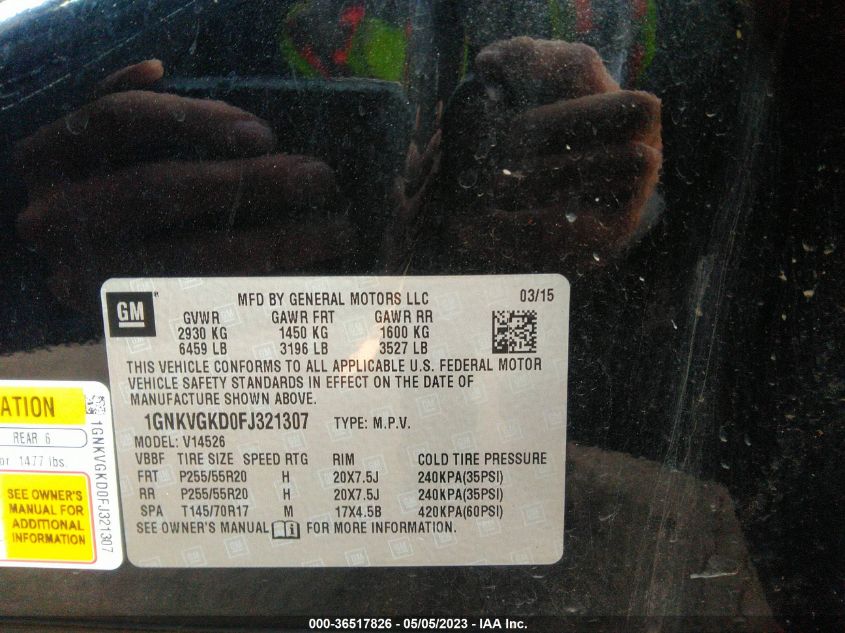 GM
MFD BY GENERAL MOTORS LLC 03/15
GVWR GAWR FRT GAWR RR
2930 KG 1450 KG 1600 KG
6459 LB 3196 LB 3527 LB
THIS VEHICLE CONFORMS TO ALL APPLICABLE U.S. FEDERAL MOTOR
VEHICLE SAFETY STANDARDS IN EFFECT ON THE DATE OF
MANUFACTURE SHOWN ABOVE.
1GNKVGKD0FJ321307 TYPE: M.P.V.
MODEL: V14526
VBBF TIRE SIZE SPEED RTG RIM COLD TIRE PRESSURE
FRT P255/55R20 H 20X7.5J 240KPA(35PSI)
RR P255/55R20 H 20X7.5J 240KPA(35PSI)
SPA T145/70R17 M 17X4.5B 420KPA(60PSI)
SEE OWNER'S MANUAL FOR MORE INFORMATION.
ATION
REAR 6
or 1477 lbs.
SEE OWNER'S
MANUAL FOR
ADDITIONAL
INFORMATION
1GNKVGKD0FJ321307
000-36517826 - 05/05/2023 - IAA Inc.